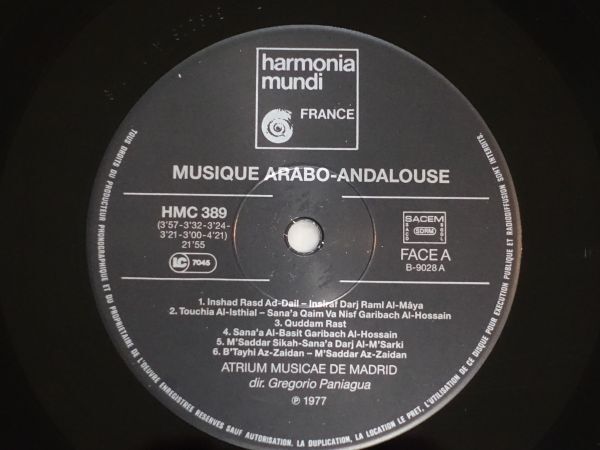 harmonia
mundi
FRANCE
MUSIQUE ARABO-ANDALOUSE
HMC 389
(3'57-3'32-3'24-
3'21-3'00-4'21)
21'55
LC 7045
SACEM
SACD
SDRM
SGDL
FACE A
B-9028 A
1. Inshad Rasd Ad-Dail – Insiraf Darj Raml Al-Mâya
2. Touchia Al-Isthial – Sana'a Qaim Va Nisf Garibach Al-Hossain
3. Quddam Rast
4. Sana'a Al-Basit Garibach Al-Hossain
5. M'Saddar Sikah-Sana'a Darj Al-M'Sarki
6. B'Tayhi Az-Zaidan – M'Saddar Az-Zaidan
ATRIUM MUSICAE DE MADRID
dir. Gregorio Paniagua
℗ 1977
TOUS DROITS DU PRODUCTEUR PHONOGRAPHIQUE ET DU PROPRIETAIRE DE L'OEUVRE ENREGISTREE RESERVES SAUF AUTORISATION. LA DUPLICATION, LA LOCATION LE PRET, L'UTILISATION DE CE DISQUE POUR EXECUTION PUBLIQUE ET RADIODIFFUSION SONT INTERDITS.